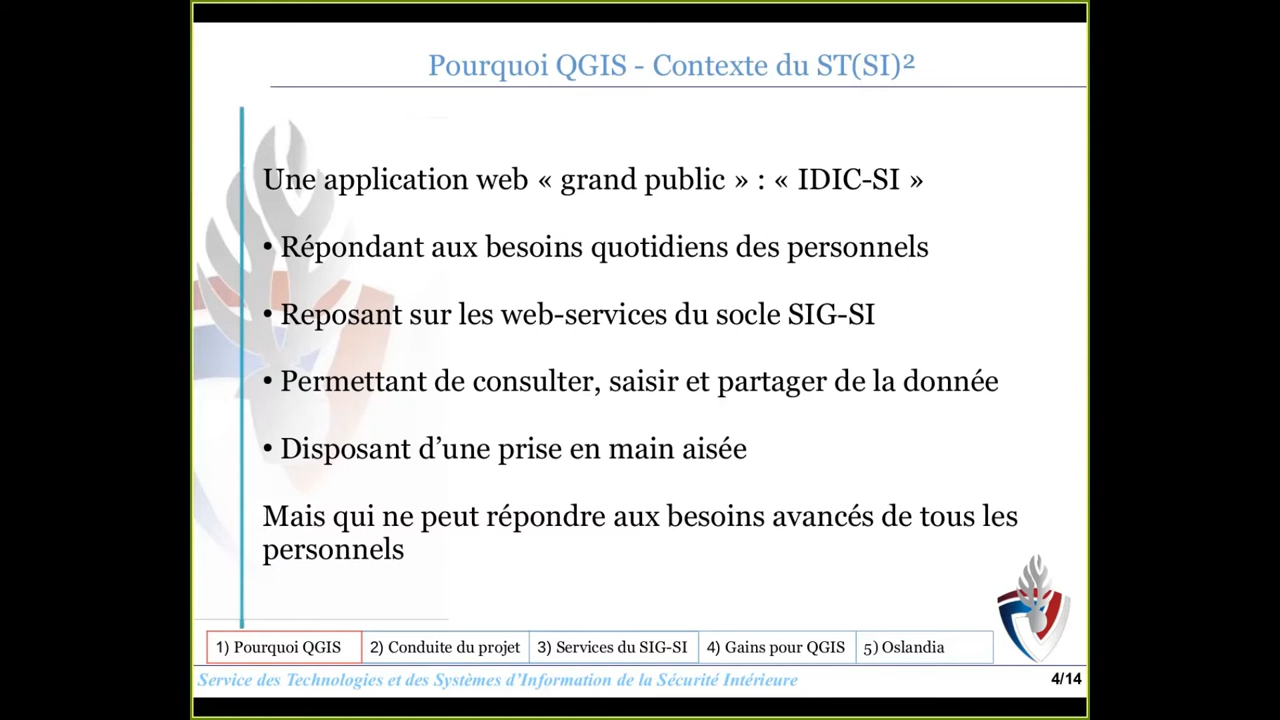 Pourquoi QGIS - Contexte du ST(SI)²
Une application web « grand public » : « IDIC-SI »
• Répondant aux besoins quotidiens des personnels
• Reposant sur les web-services du socle SIG-SI
• Permettant de consulter, saisir et partager de la donnée
• Disposant d’une prise en main aisée
Mais qui ne peut répondre aux besoins avancés de tous les
personnels
1) Pourquoi QGIS 2) Conduite du projet 3) Services du SIG-SI 4) Gains pour QGIS 5) Oslandia
Service des Technologies et des Systèmes d’Information de la Sécurité Intérieure 4/14